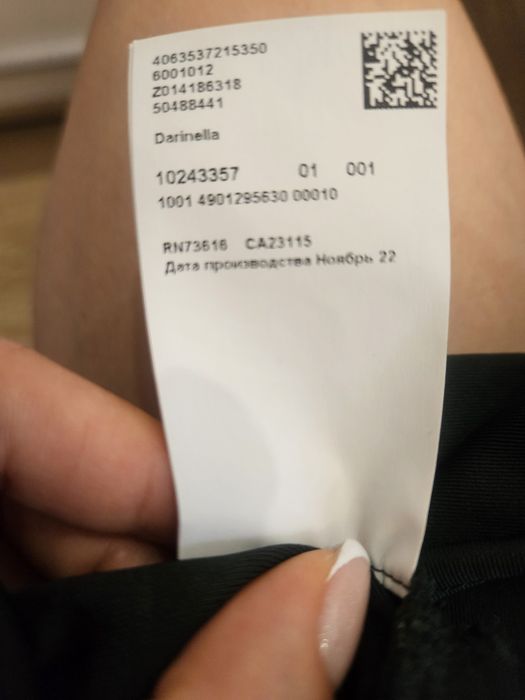 4063537215350
6001012
Z014186318
50488441
Darinella
10243357 01 001
1001 4901295630 00010
RN73616 CA23115
Дата производства Ноябрь 22